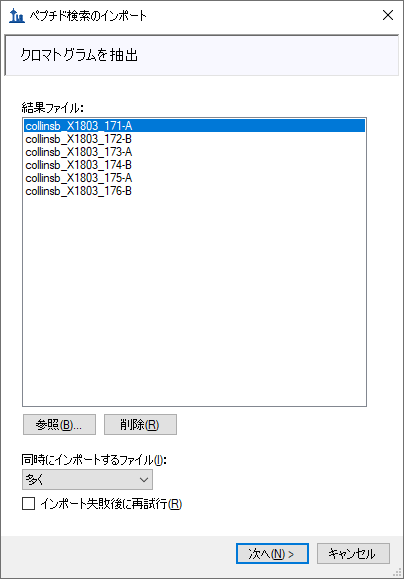 ペプチド検索のインポート
クロマトグラムを抽出
結果ファイル:
collinsb_X1803_171-A
collinsb_X1803_172-B
collinsb_X1803_173-A
collinsb_X1803_174-B
collinsb_X1803_175-A
collinsb_X1803_176-B
参照(B)... 削除(R)
同時にインポートするファイル(I):
多く
インポート失敗後に再試行(R)
次へ(N) > キャンセル